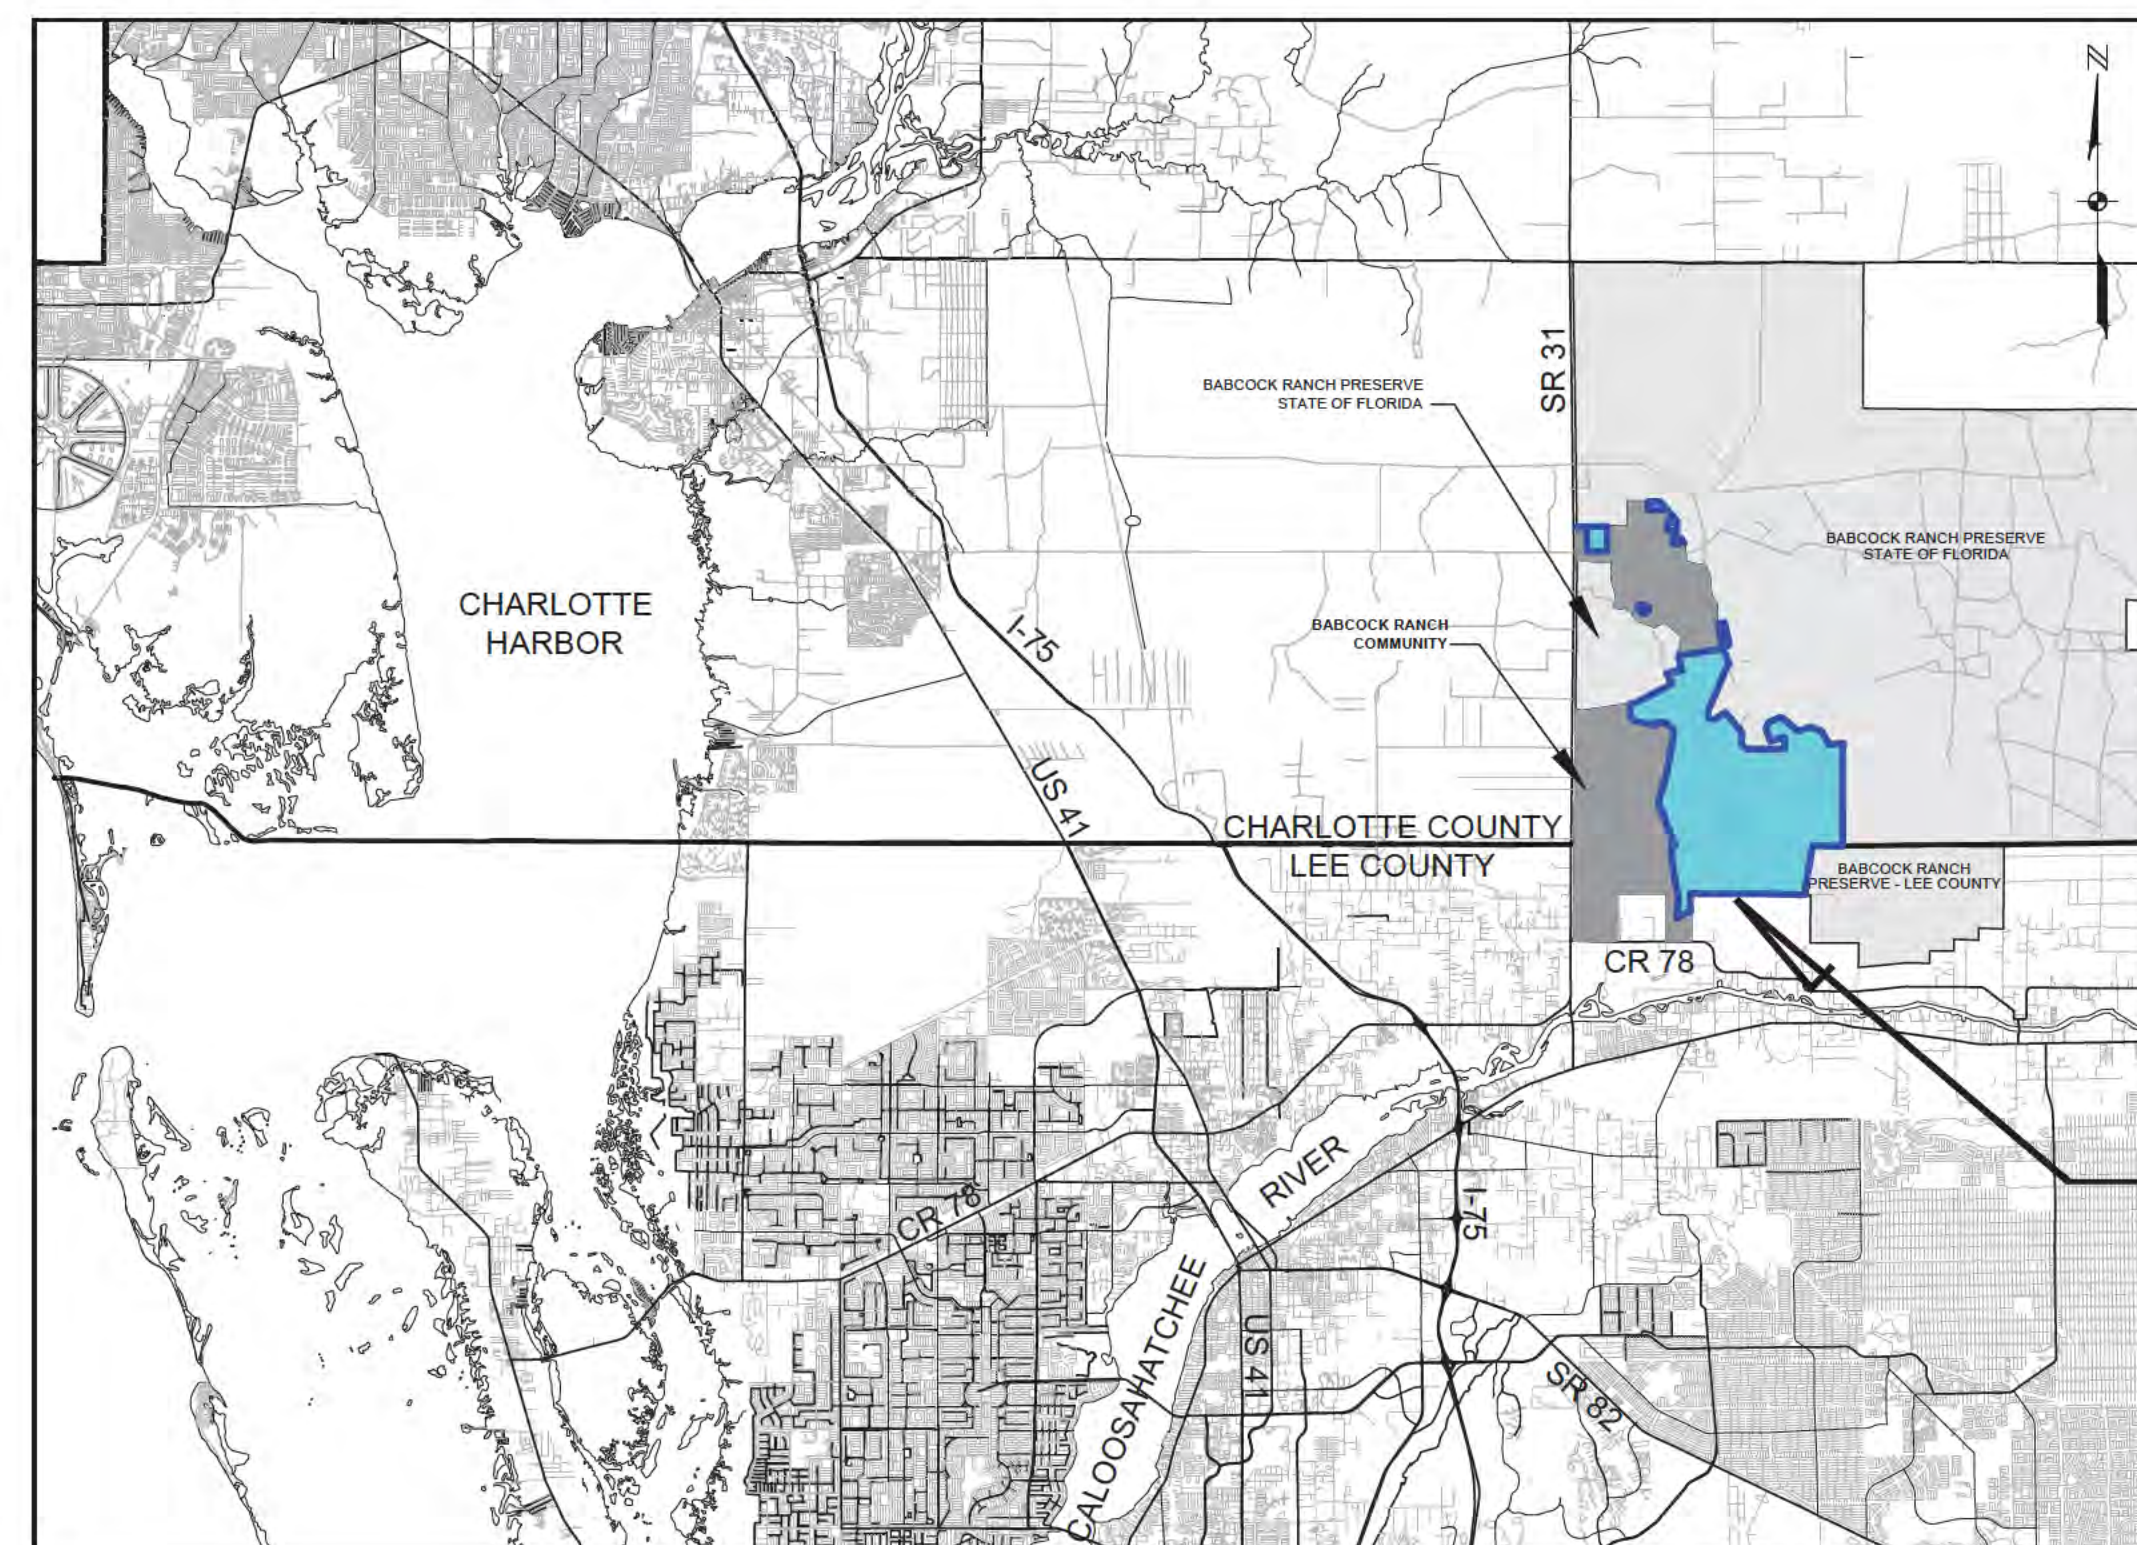 N
SR 31
BABCOCK RANCH PRESERVE
STATE OF FLORIDA
BABCOCK RANCH PRESERVE
STATE OF FLORIDA
CHARLOTTE
HARBOR
I-75
BABCOCK RANCH
COMMUNITY
US 41
CHARLOTTE COUNTY
LEE COUNTY
BABCOCK RANCH
PRESERVE - LEE COUNTY
CR 78
RIVER
CR 78
I-75
CALOOSAHATCHEE
US 41
SR 82